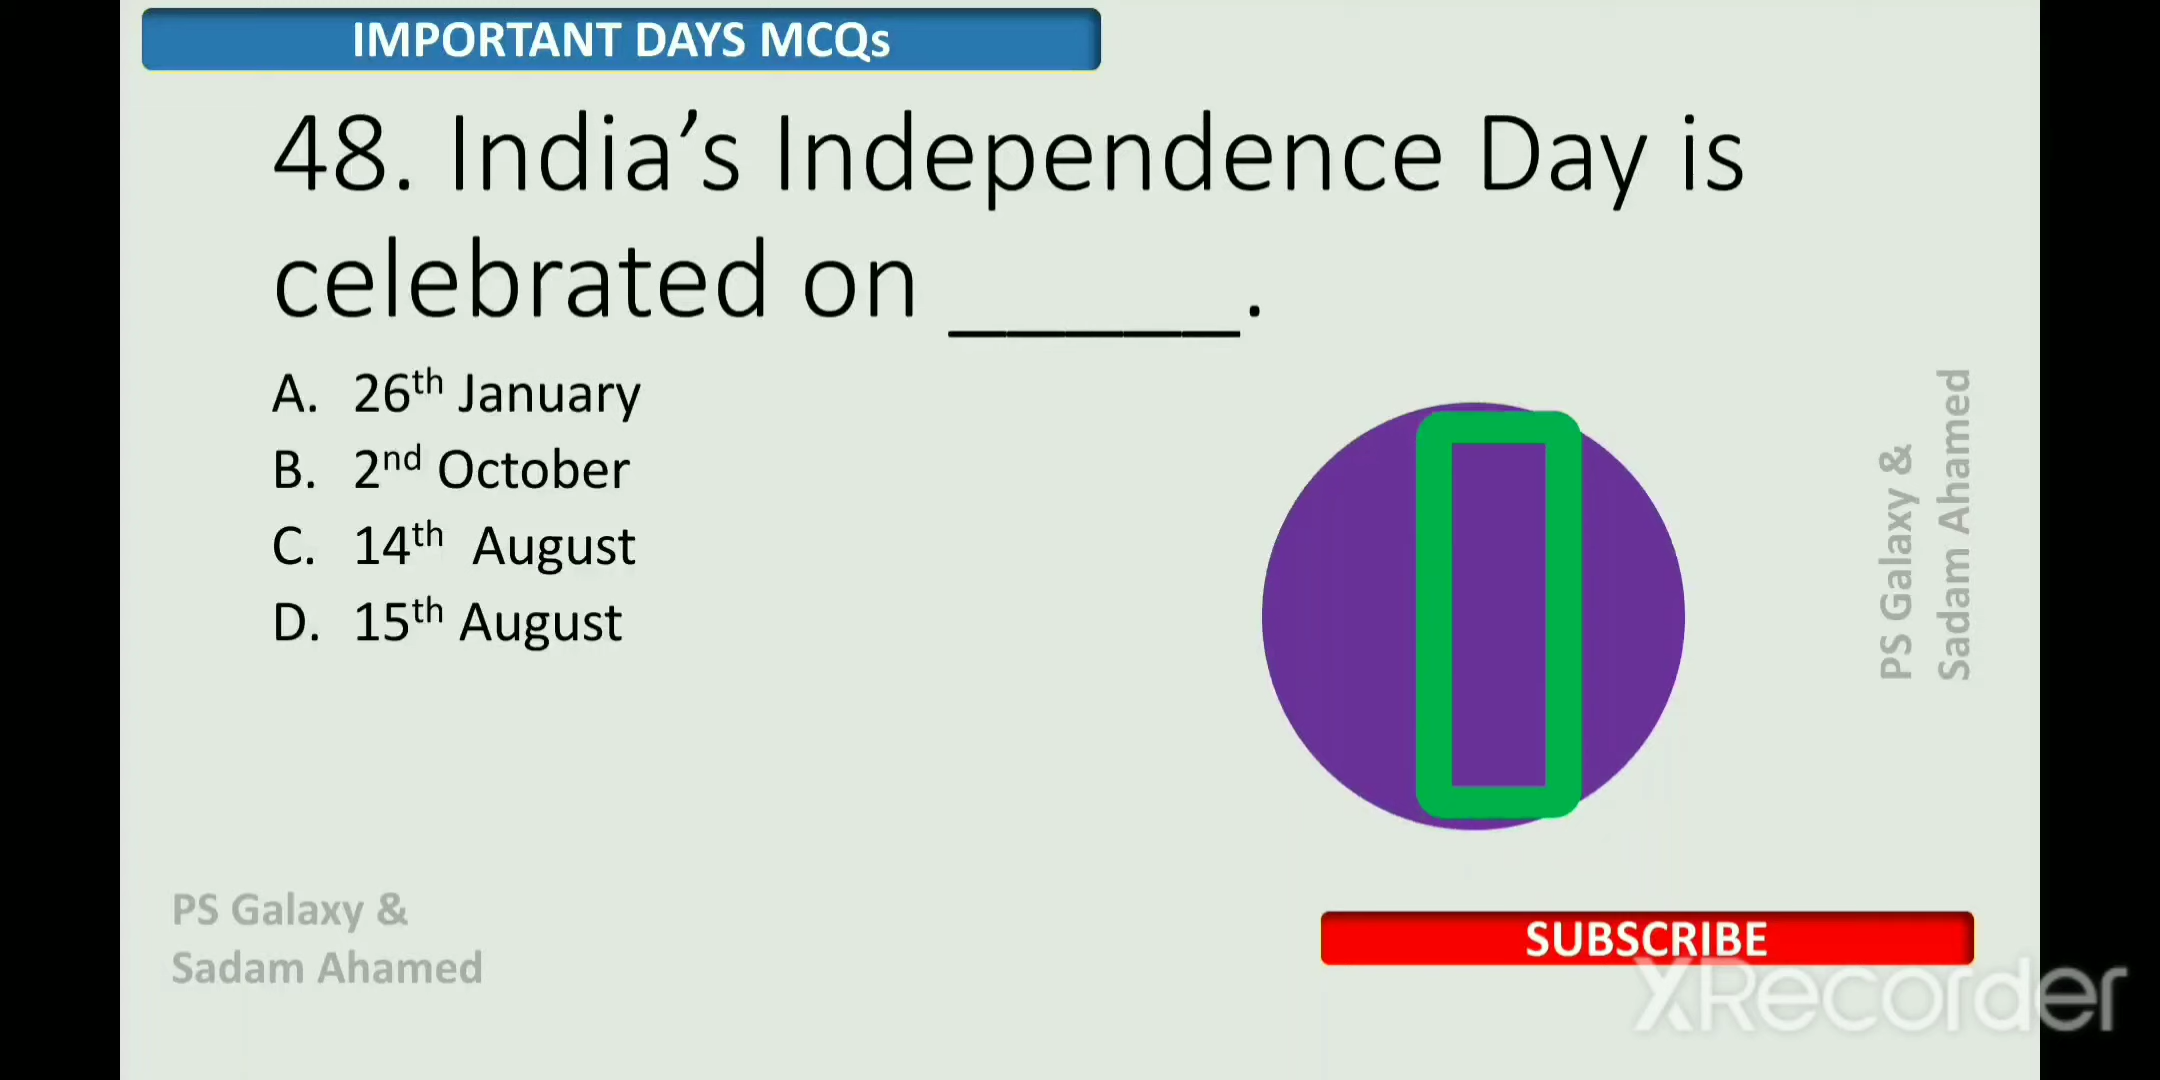 IMPORTANT DAYS MCQs
48. India’s Independence Day is
celebrated on _____.
A. 26th January
B. 2nd October
C. 14th August
D. 15th August
PS Galaxy &
Sadam Ahamed
PS Galaxy &
Sadam Ahamed
SUBSCRIBE
XRecorder